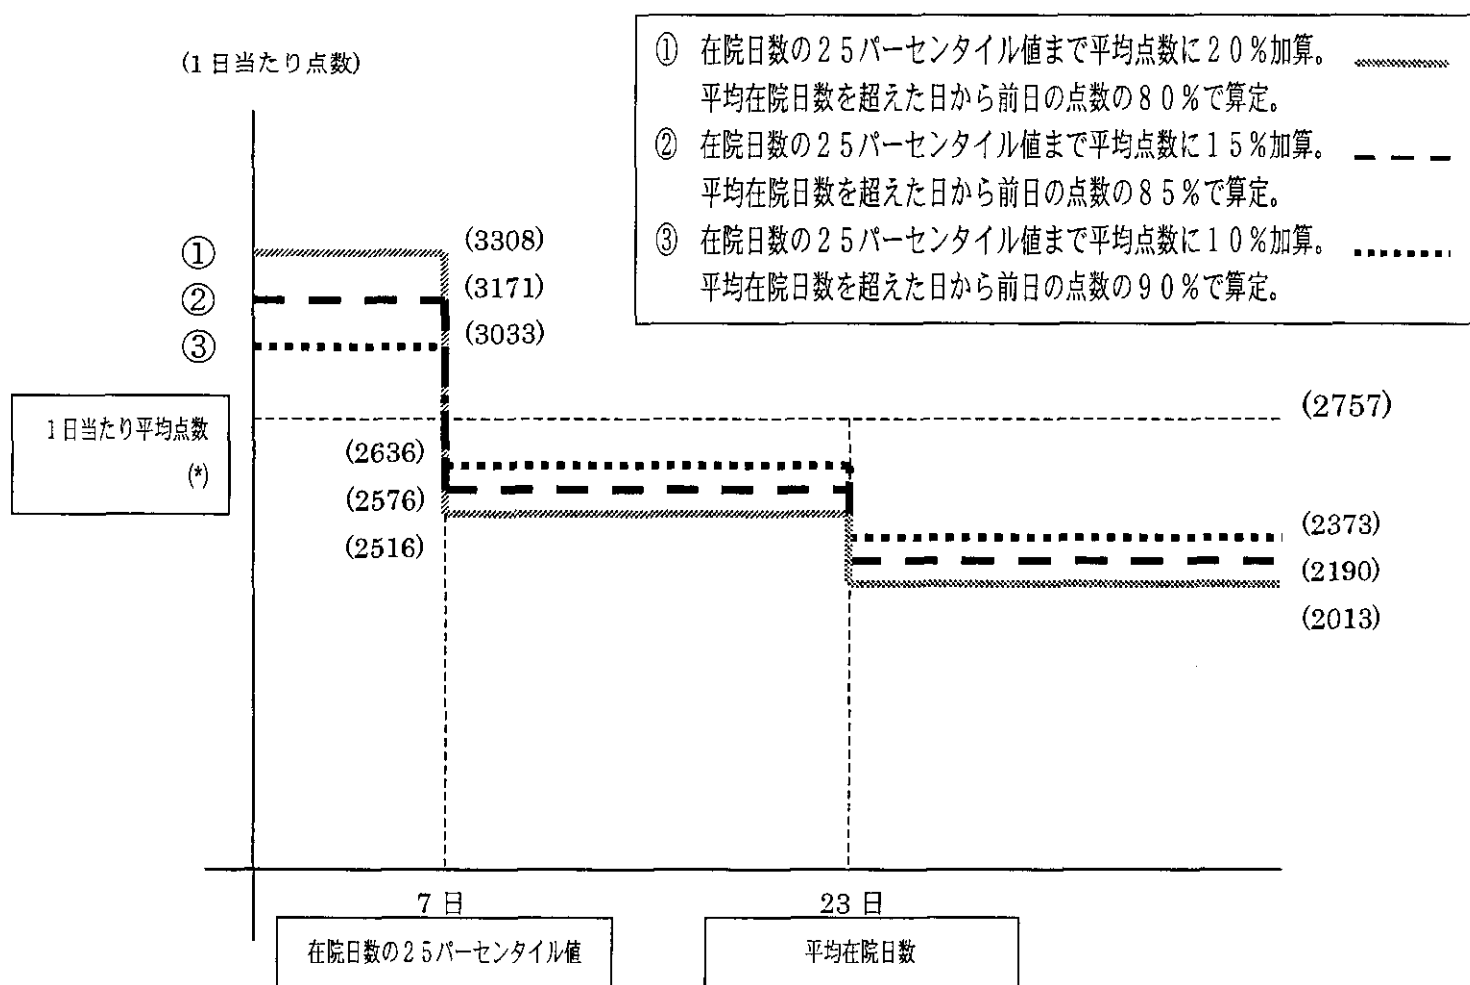 (1日当たり点数)
① 在院日数の25パーセンタイル値まで平均点数に20%加算。
平均在院日数を超えた日から前日の点数の80%で算定。
② 在院日数の25パーセンタイル値まで平均点数に15%加算。
平均在院日数を超えた日から前日の点数の85%で算定。
③ 在院日数の25パーセンタイル値まで平均点数に10%加算。
平均在院日数を超えた日から前日の点数の90%で算定。
① (3308)
② (3171)
③ (3033)
1日当たり平均点数
(*)
(2757)
(2636)
(2576)
(2516)
(2373)
(2190)
(2013)
7日
23日
在院日数の25パーセンタイル値
平均在院日数